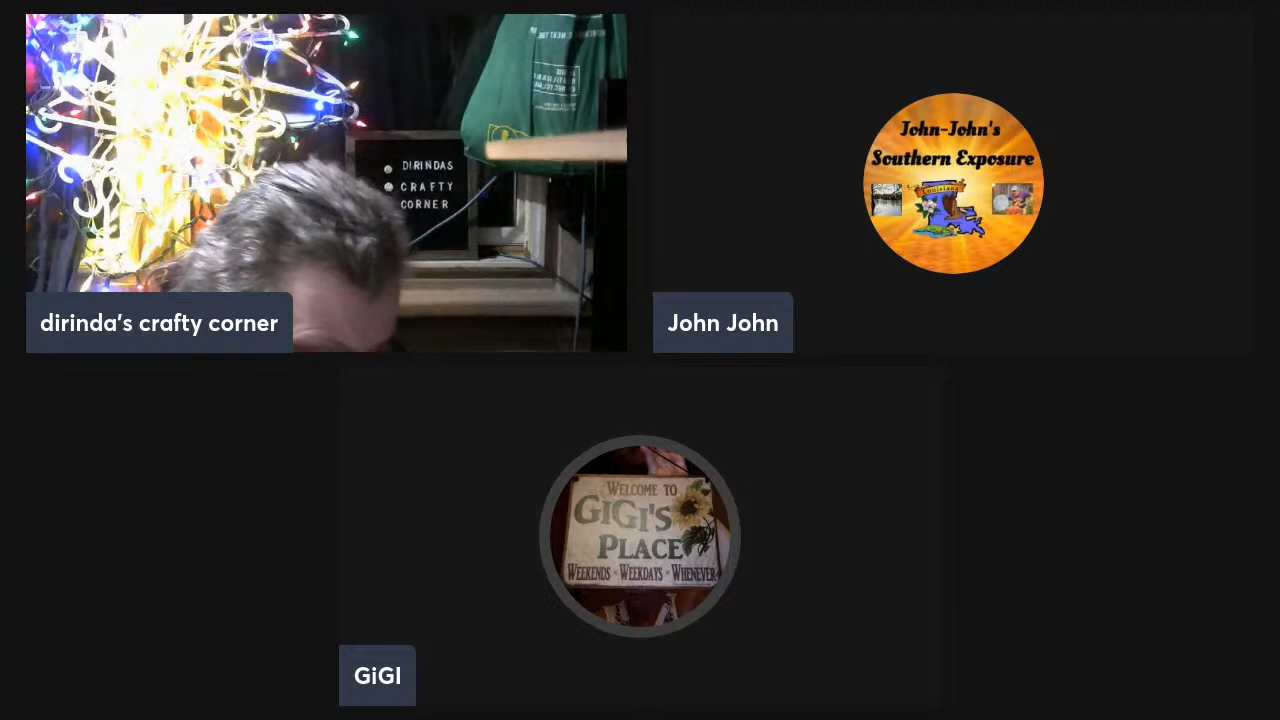 DIRINDAS
CRAFTY
CORNER
dirinda's crafty corner
John-John's
Southern Exposure
Louisiana
John John
WELCOME TO
GIGI'S
PLACE
WEEKENDS · WEEKDAYS · WHENEVER
GiGI